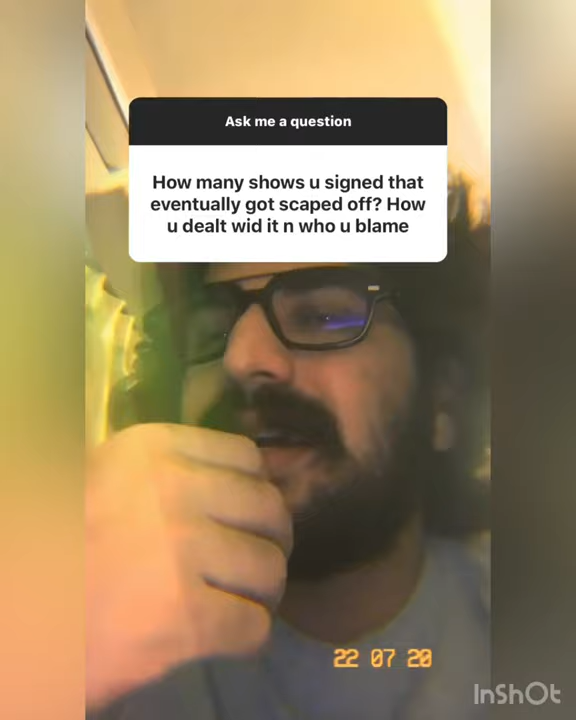 Ask me a question
How many shows u signed that
eventually got scaped off? How
u dealt wid it n who u blame
22 07 20
InShOt